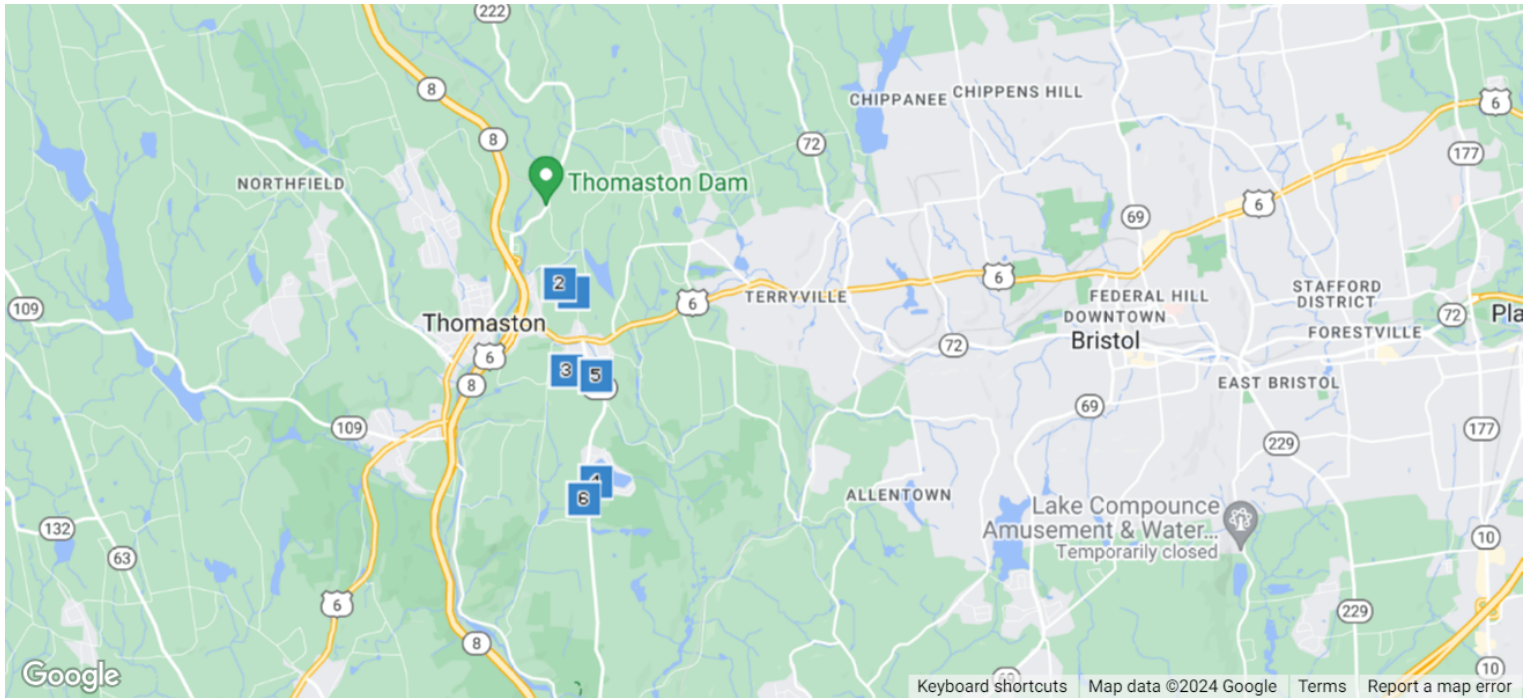 222
8
CHIPPANEE
CHIPPENS HILL
6
8
72
177
NORTHFIELD
Thomaston Dam
69
6
2
6
109
6
TERRYVILLE
FEDERAL HILL
DOWNTOWN
STAFFORD
DISTRICT
72
Pla
Thomaston
6
72
Bristol
FORESTVILLE
3
5
8
EAST BRISTOL
69
109
177
229
4
6
ALLENTOWN
Lake Compounce
Amusement & Water...
Temporarily closed
132
63
10
6
229
8
69
10
Google
Keyboard shortcuts
Map data ©2024 Google
Terms
Report a map error